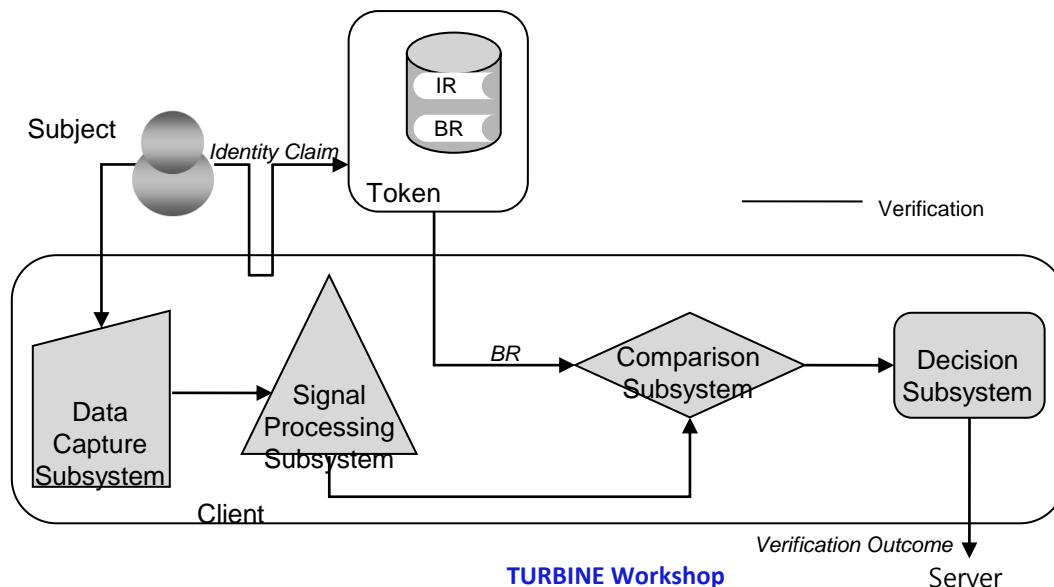 IR
BR
Subject
Identity Claim
Token
Verification
BR
Comparison
Subsystem
Decision
Subsystem
Signal
Processing
Subsystem
Data
Capture
Subsystem
Client
Verification Outcome
TURBINE Workshop
Server